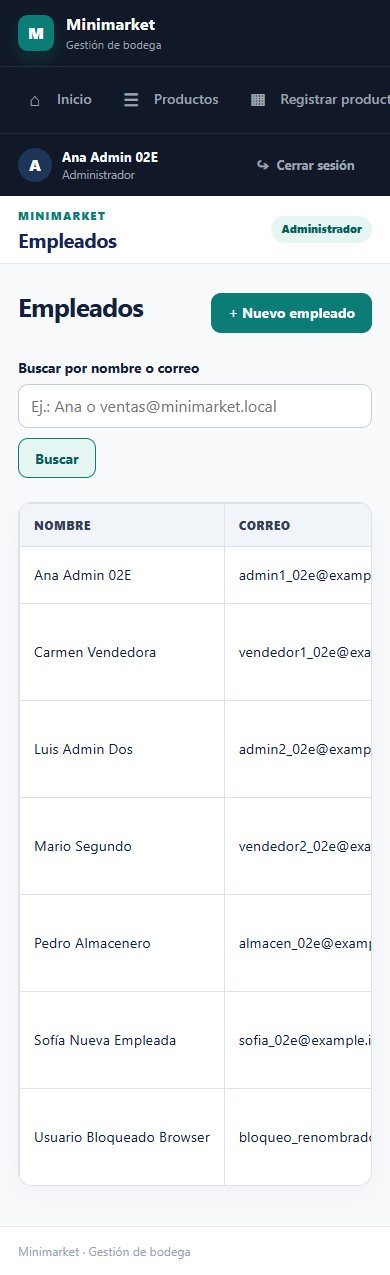 M
Minimarket
Gestión de bodega
Inicio
Productos
Registrar product
A
Ana Admin 02E
Administrador
Cerrar sesión
MINIMARKET
Empleados
Administrador
Empleados
+ Nuevo empleado
Buscar por nombre o correo
Ej.: Ana o ventas@minimarket.local
Buscar
NOMBRE CORREO
Ana Admin 02E admin1_02e@examp
Carmen Vendedora vendedor1_02e@exa
Luis Admin Dos admin2_02e@examp
Mario Segundo vendedor2_02e@exa
Pedro Almacenero almacen_02e@examp
Sofía Nueva Empleada sofia_02e@example.i
Usuario Bloqueado Browser bloqueo_renombrado
Minimarket · Gestión de bodega